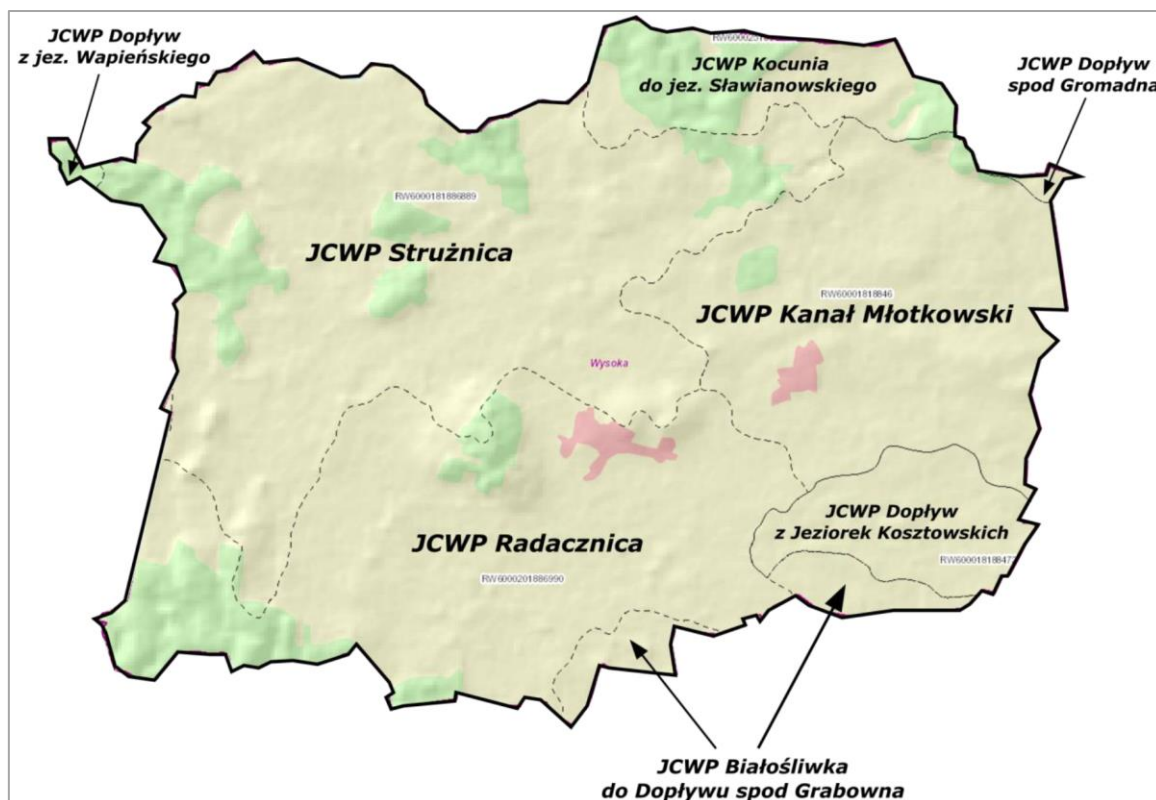 JCWP Dopływ
z jez. Wapieńskiego
JCWP Kocunia
do jez. Sławianowskiego
JCWP Dopływ
spod Gromadna
RW6000181886889
JCWP Strużnica
RW60001818846
JCWP Kanał Młotkowski
Wysoka
JCWP Dopływ
z Jeziorek Kosztowskich
JCWP Radacznica
RW6000201886990
JCWP Białośliwka
do Dopływu spod Grabowna